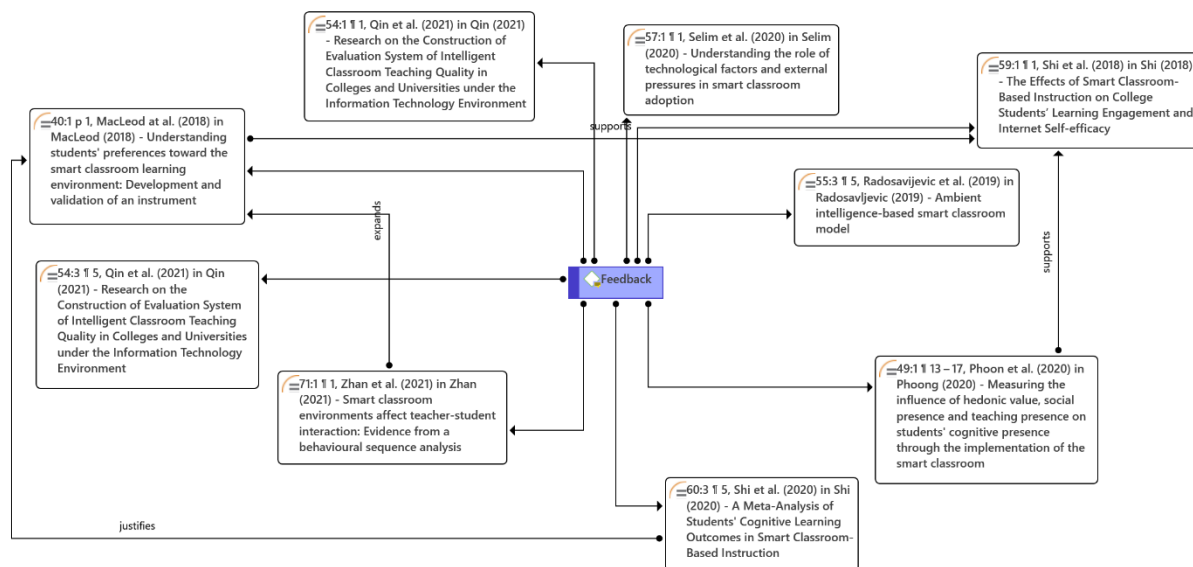 54:1 ¶ 1, Qin et al. (2021) in Qin (2021)
- Research on the Construction of
Evaluation System of Intelligent
Classroom Teaching Quality in
Colleges and Universities under the
Information Technology Environment
57:1 ¶ 1, Selim et al. (2020) in Selim
(2020) - Understanding the role of
technological factors and external
pressures in smart classroom
adoption
59:1 ¶ 1, Shi et al. (2018) in Shi (2018)
- The Effects of Smart Classroom-
Based Instruction on College
Students' Learning Engagement and
Internet Self-efficacy
40:1 p 1, MacLeod at al. (2018) in
MacLeod (2018) - Understanding
students' preferences toward the
smart classroom learning
environment: Development and
validation of an instrument
supports
55:3 ¶ 5, Radosavijevic et al. (2019) in
Radosavljevic (2019) - Ambient
intelligence-based smart classroom
model
expands
supports
54:3 ¶ 5, Qin et al. (2021) in Qin
(2021) - Research on the
Construction of Evaluation System
of Intelligent Classroom Teaching
Quality in Colleges and Universities
under the Information Technology
Environment
Feedback
71:1 ¶ 1, Zhan et al. (2021) in Zhan
(2021) - Smart classroom
environments affect teacher-student
interaction: Evidence from a
behavioural sequence analysis
49:1 ¶ 13 – 17, Phoon et al. (2020) in
Phoong (2020) - Measuring the
influence of hedonic value, social
presence and teaching presence on
students' cognitive presence
through the implementation of the
smart classroom
60:3 ¶ 5, Shi et al. (2020) in Shi
(2020) - A Meta-Analysis of
Students' Cognitive Learning
Outcomes in Smart Classroom-
Based Instruction
justifies